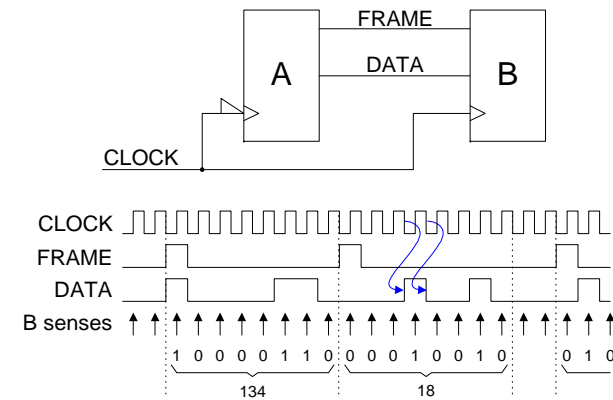 FRAME
A DATA B
CLOCK
CLOCK
FRAME
DATA
B senses
1 0 0 0 0 1 1 0 0 0 0 1 0 0 1 0 0 1 0
134 18